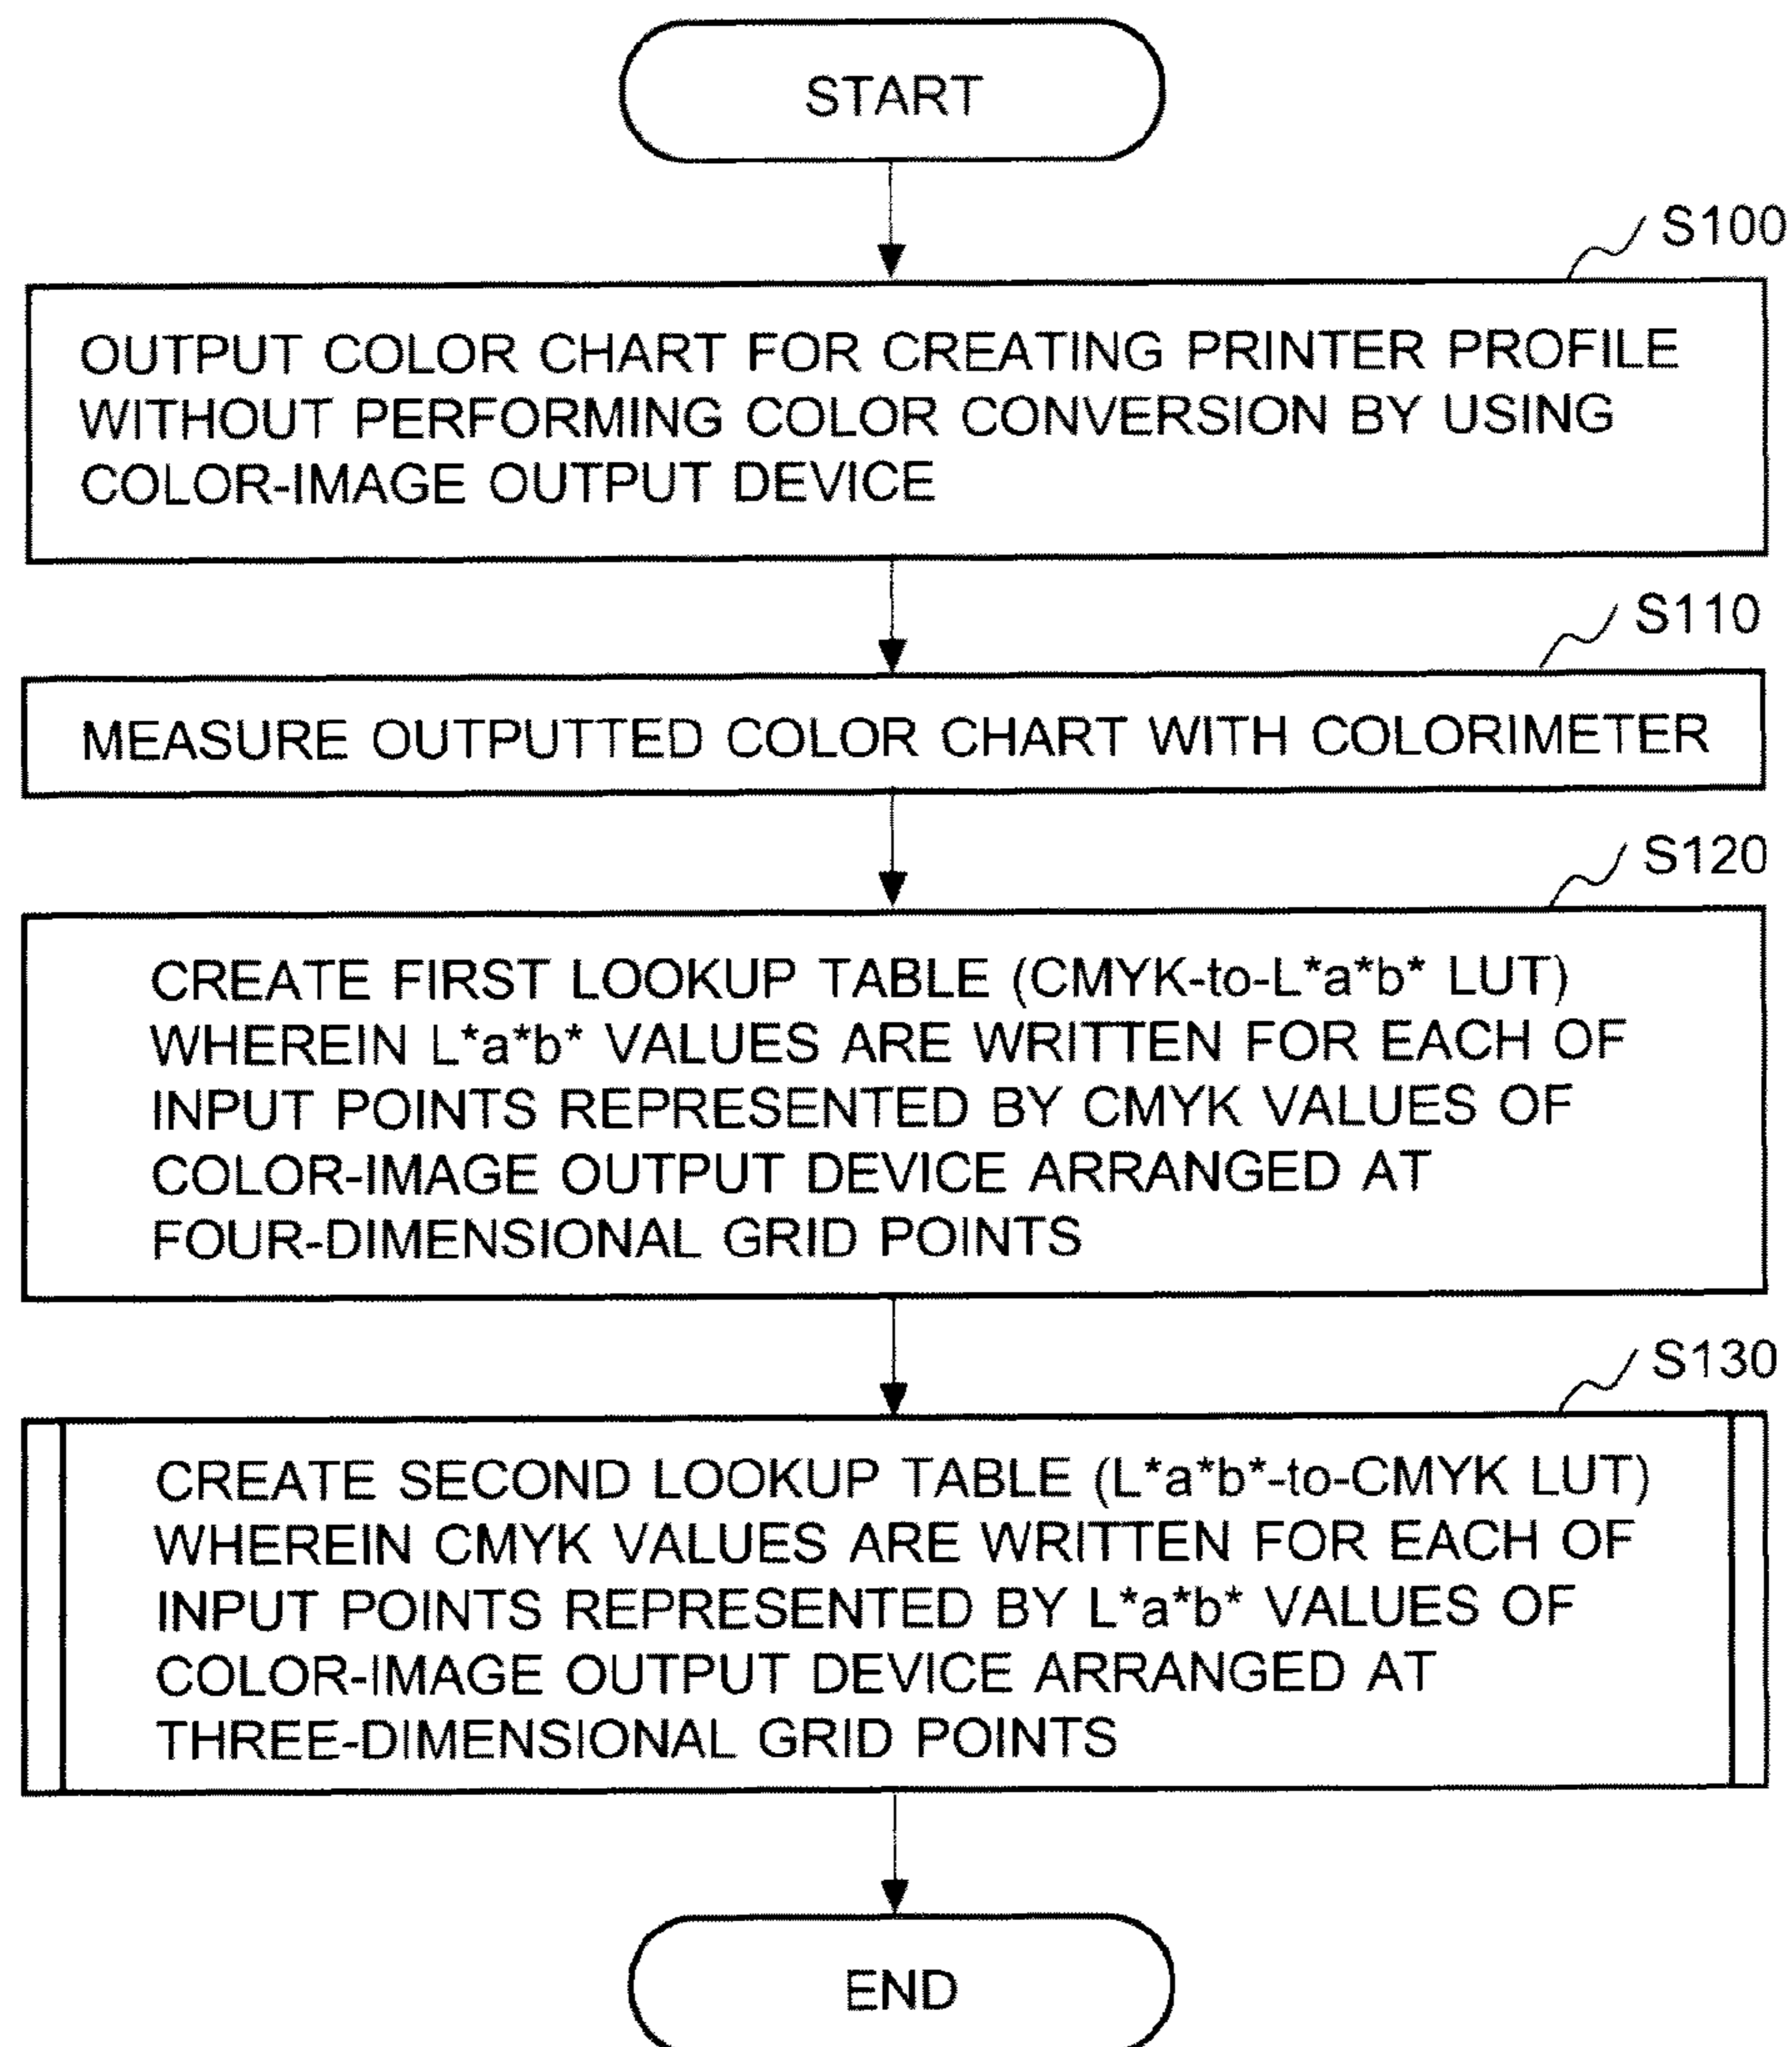 START
S100
OUTPUT COLOR CHART FOR CREATING PRINTER PROFILE
WITHOUT PERFORMING COLOR CONVERSION BY USING
COLOR-IMAGE OUTPUT DEVICE
S110
MEASURE OUTPUTTED COLOR CHART WITH COLORIMETER
S120
CREATE FIRST LOOKUP TABLE (CMYK-to-L*a*b* LUT)
WHEREIN L*a*b* VALUES ARE WRITTEN FOR EACH OF
INPUT POINTS REPRESENTED BY CMYK VALUES OF
COLOR-IMAGE OUTPUT DEVICE ARRANGED AT
FOUR-DIMENSIONAL GRID POINTS
S130
CREATE SECOND LOOKUP TABLE (L*a*b*-to-CMYK LUT)
WHEREIN CMYK VALUES ARE WRITTEN FOR EACH OF
INPUT POINTS REPRESENTED BY L*a*b* VALUES OF
COLOR-IMAGE OUTPUT DEVICE ARRANGED AT
THREE-DIMENSIONAL GRID POINTS
END